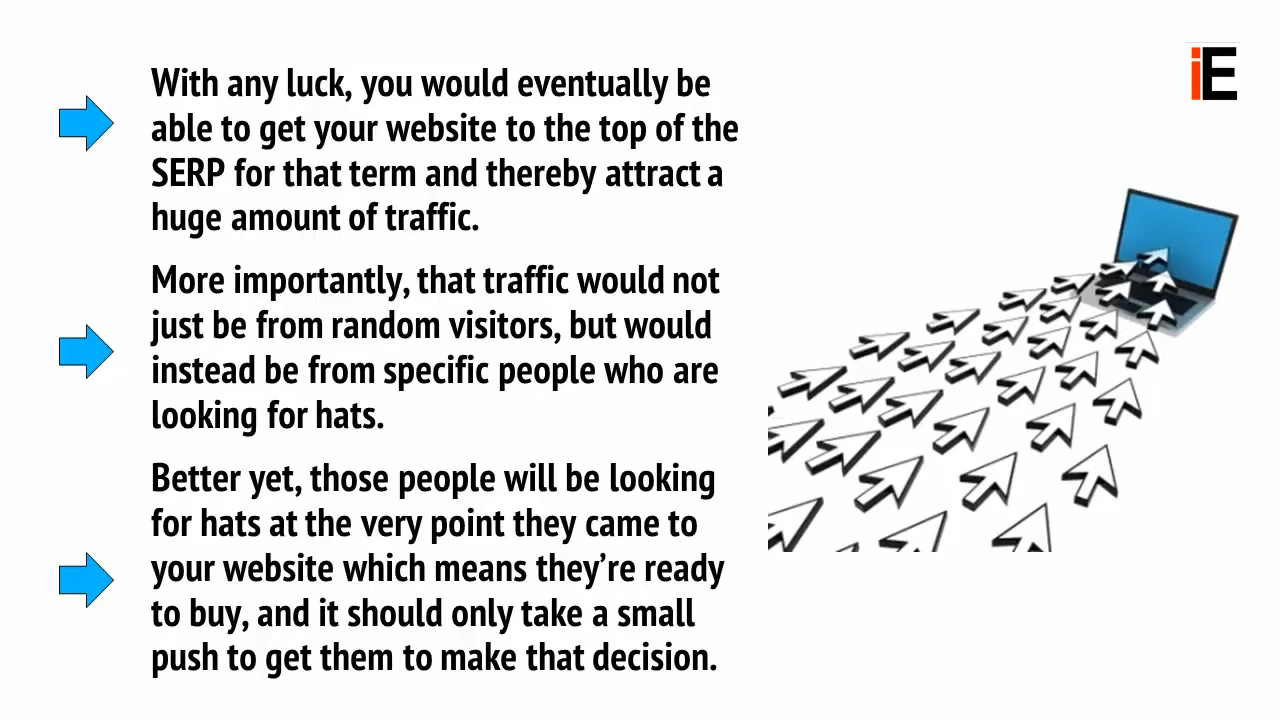 With any luck, you would eventually be
able to get your website to the top of the
SERP for that term and thereby attract a
huge amount of traffic.
More importantly, that traffic would not
just be from random visitors, but would
instead be from specific people who are
looking for hats.
Better yet, those people will be looking
for hats at the very point they came to
your website which means they’re ready
to buy, and it should only take a small
push to get them to make that decision.
iE